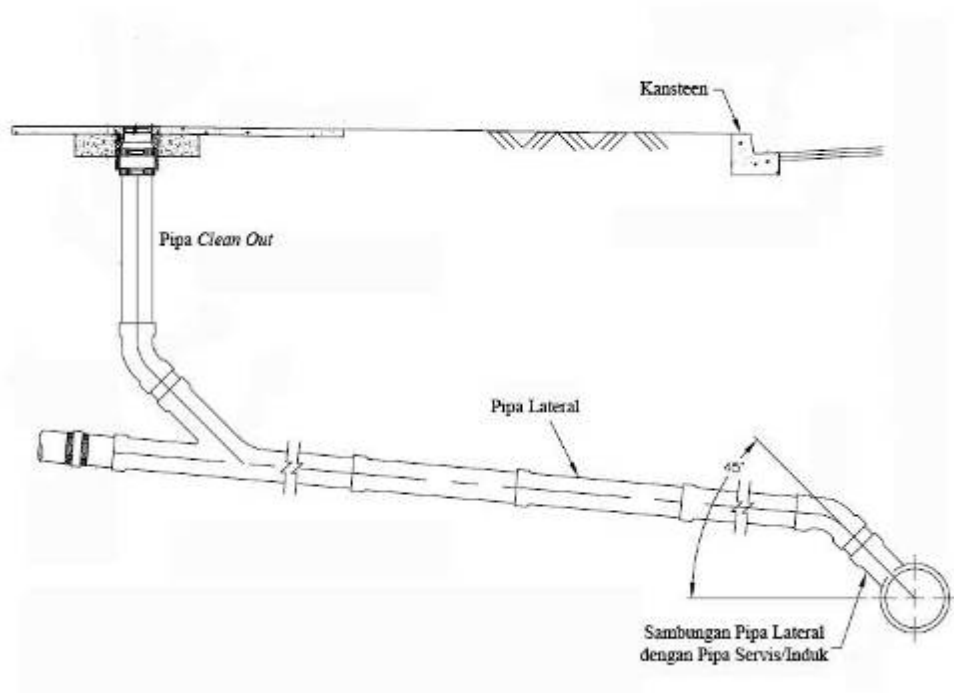 Kansteen
Pipa Clean Out
Pipa Lateral
45°
Sambungan Pipa Lateral
dengan Pipa Servis/Induk